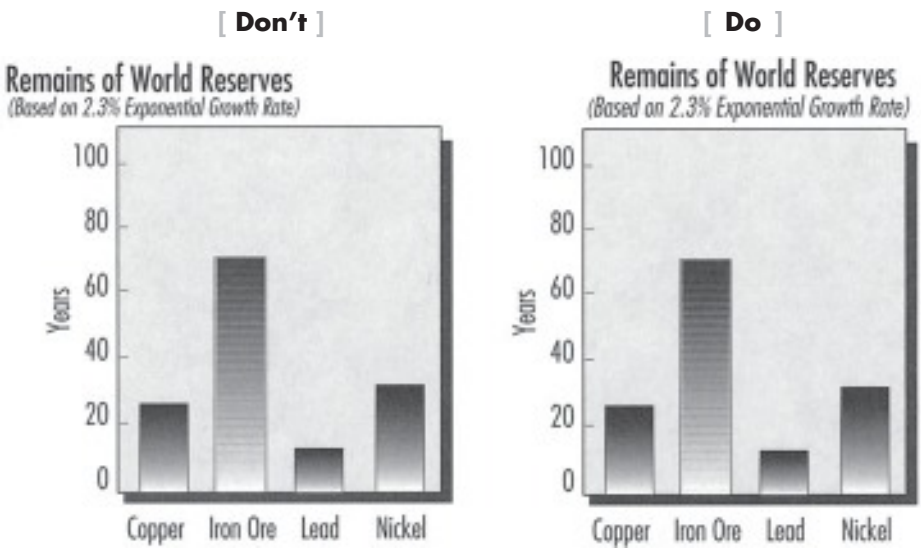 [ Don't ]
Remains of World Reserves
(Based on 2.3% Exponential Growth Rate)
100
80
60
40
20
0
Years
Copper Iron Ore Lead Nickel
[ Do ]
Remains of World Reserves
(Based on 2.3% Exponential Growth Rate)
100
80
60
40
20
0
Years
Copper Iron Ore Lead Nickel